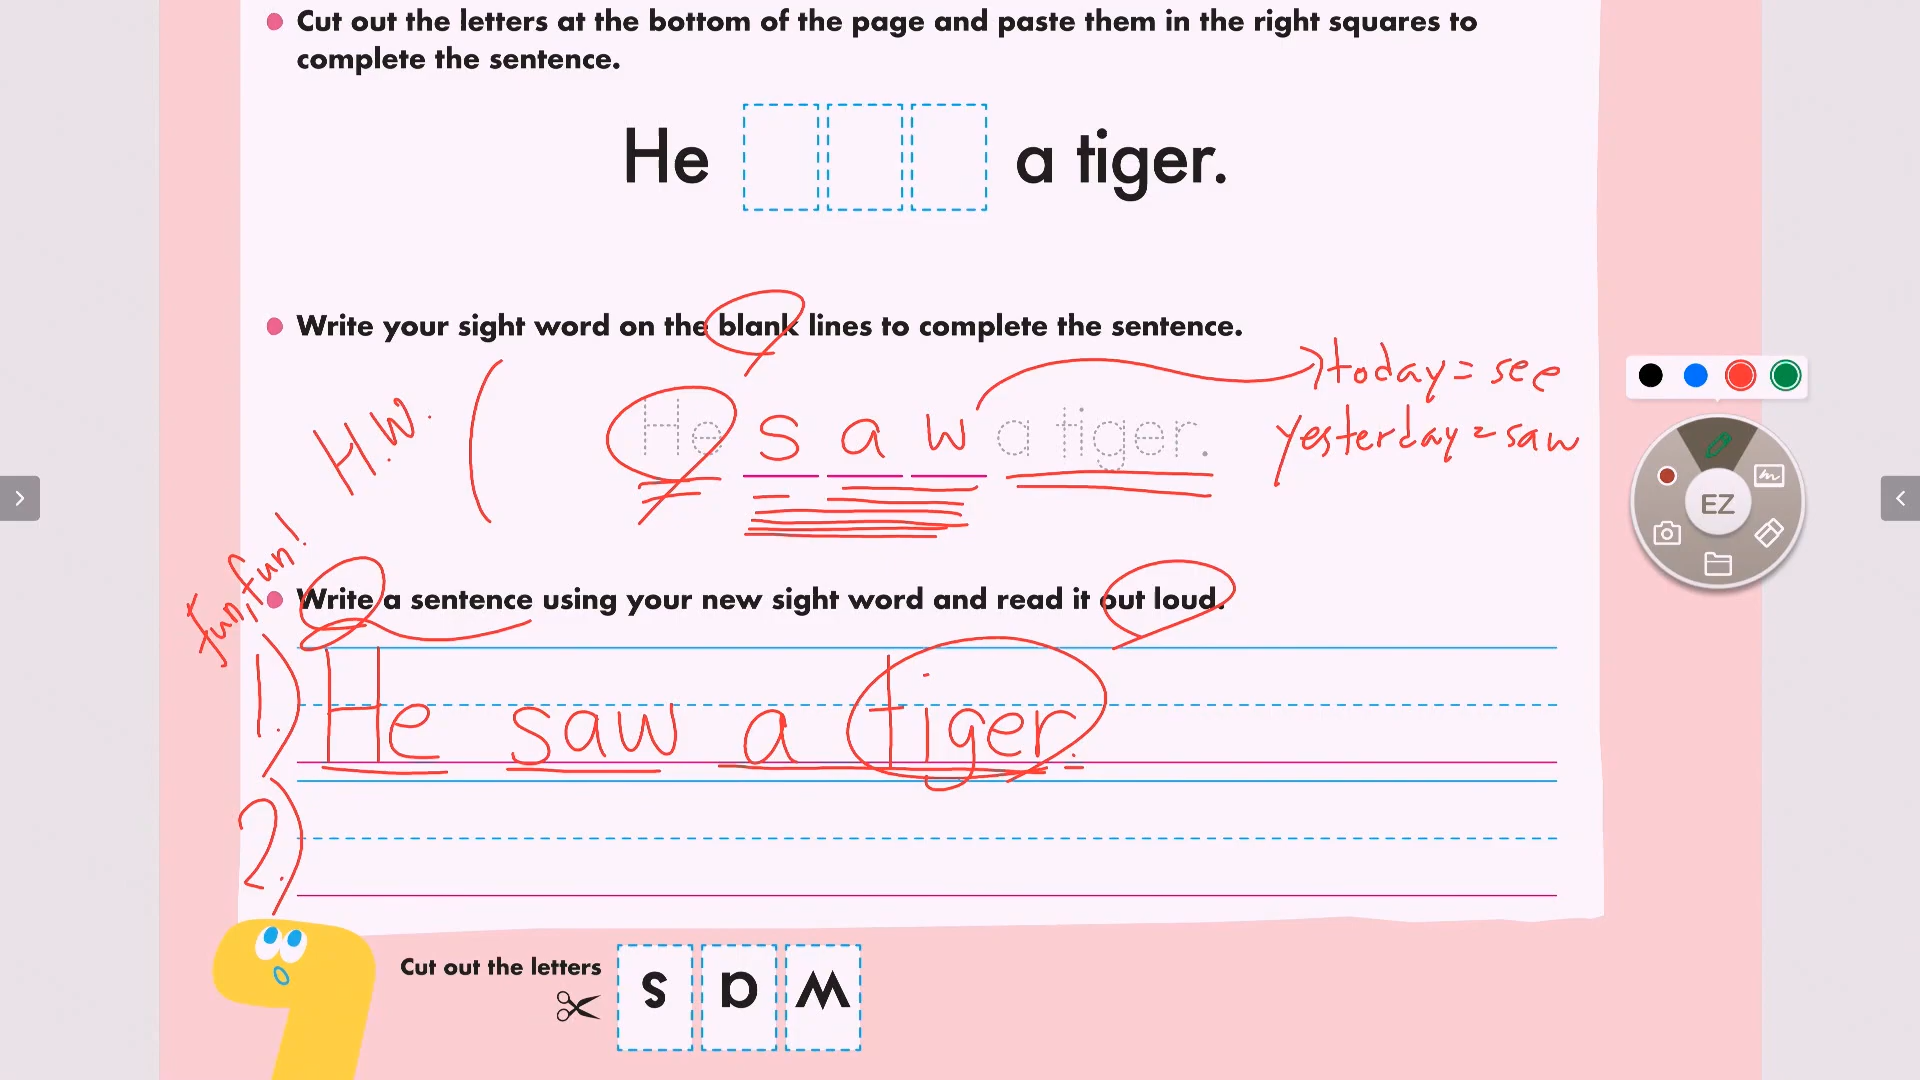 Cut out the letters at the bottom of the page and paste them in the right squares to
complete the sentence.
He a tiger.
Write your sight word on the blank lines to complete the sentence.
today = see
H.W.
He saw a tiger.
yesterday = saw
fun, fun!
Write a sentence using your new sight word and read it out loud.
1.) He saw a tiger.
2.)
Cut out the letters s a w
EZ